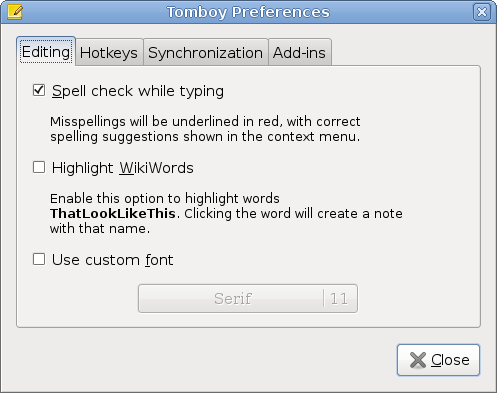 Tomboy Preferences
Editing Hotkeys Synchronization Add-ins
Spell check while typing
Misspellings will be underlined in red, with correct
spelling suggestions shown in the context menu.
Highlight WikiWords
Enable this option to highlight words
ThatLookLikeThis. Clicking the word will create a note
with that name.
Use custom font
Serif 11
Close